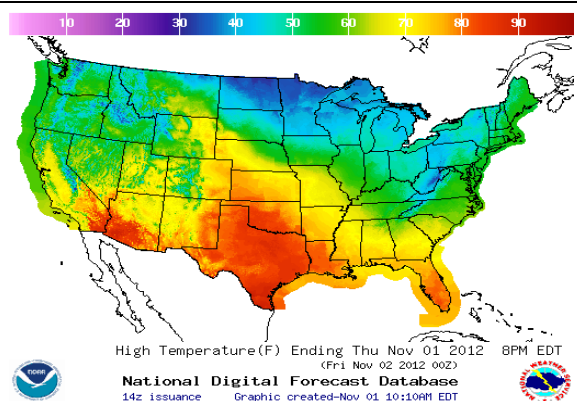 10 20 30 40 50 60 70 80 90
High Temperature(F) Ending Thu Nov 01 2012 8PM EDT
(Fri Nov 02 2012 00Z)
National Digital Forecast Database
14z issuance Graphic created-Nov 01 10:10AM EDT
noaa